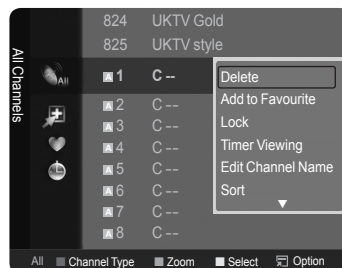 824 UKTV Gold
825 UKTV style
All Channels
All
A 1 C --
A 2 C --
A 3 C --
A 4 C --
A 5 C --
A 6 C --
A 7 C --
A 8 C --
Delete
Add to Favourite
Lock
Timer Viewing
Edit Channel Name
Sort
All Channel Type Zoom Select Option